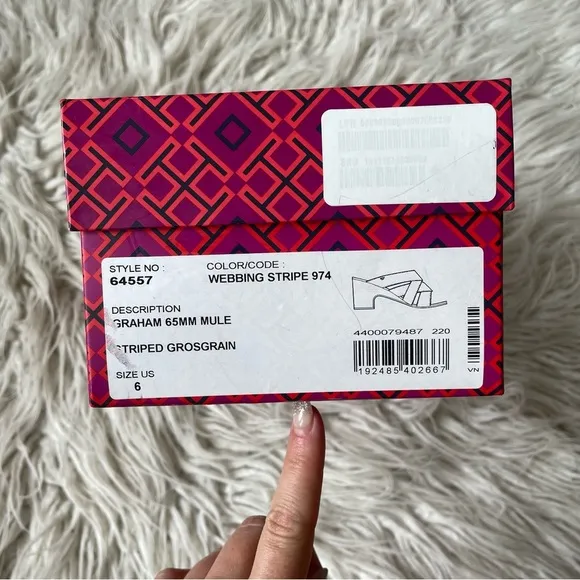 STYLE NO :
64557
COLOR/CODE :
WEBBING STRIPE 974
DESCRIPTION
GRAHAM 65MM MULE
STRIPED GROSGRAIN
SIZE US
6
4400079487 220
192485 402667
VN